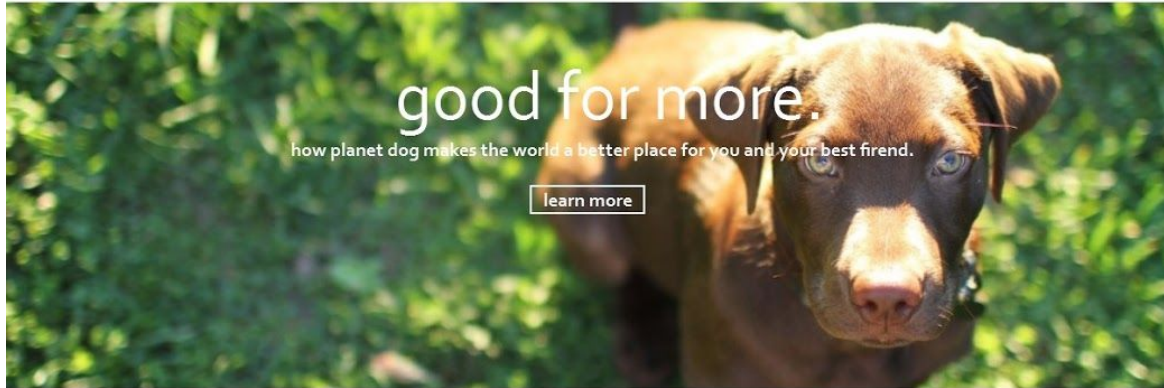 good for more.
how planet dog makes the world a better place for you and your best firend.
learn more